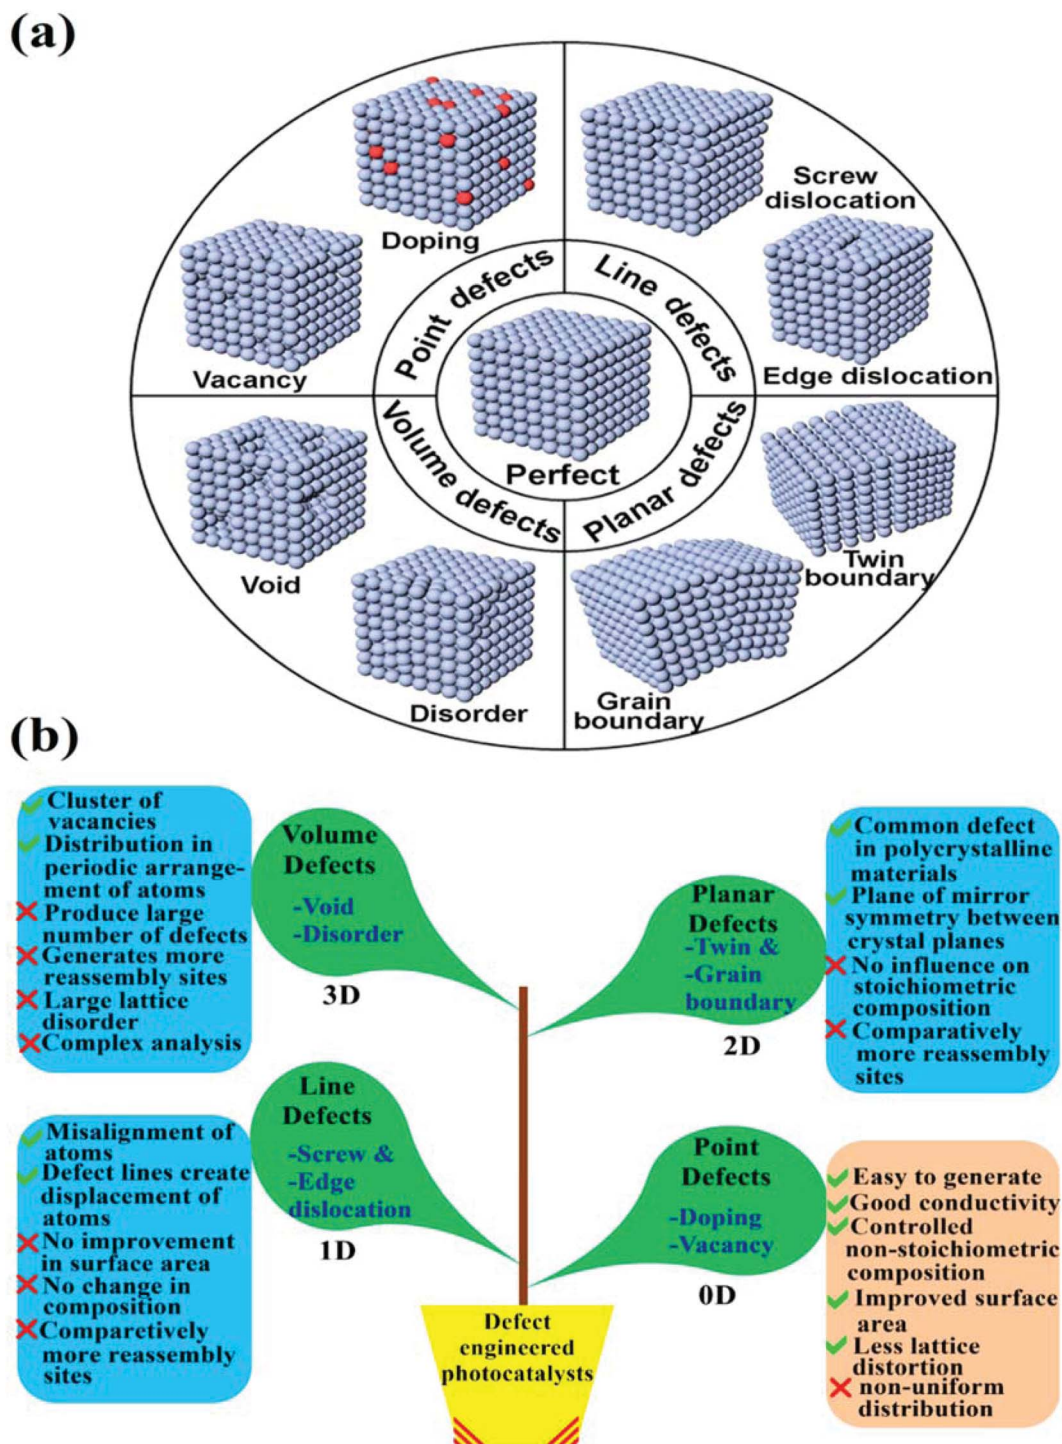 (a)
Doping
Vacancy
Point defects
Screw
dislocation
Edge dislocation
Line defects
Perfect
Volume defects
Void
Disorder
Planar defects
Twin
boundary
Grain
boundary
(b)
Cluster of
vacancies
Distribution in
periodic arrange-
ment of atoms
Produce large
number of defects
Generates more
reassembly sites
Large lattice
disorder
Complex analysis
Volume
Defects
-Void
-Disorder
3D
Planar
Defects
-Twin &
-Grain
boundary
2D
Common defect
in polycrystalline
materials
Plane of mirror
symmetry between
crystal planes
No influence on
stoichiometric
composition
Comparatively
more reassembly
sites
Misalignment of
atoms
Defect lines create
displacement of
atoms
No improvement
in surface area
No change in
composition
Comparetively
more reassembly
sites
Line
Defects
-Screw &
-Edge
dislocation
1D
Point
Defects
-Doping
-Vacancy
0D
Easy to generate
Good conductivity
Controlled
non-stoichiometric
composition
Improved surface
area
Less lattice
distortion
non-uniform
distribution
Defect
engineered
photocatalysts